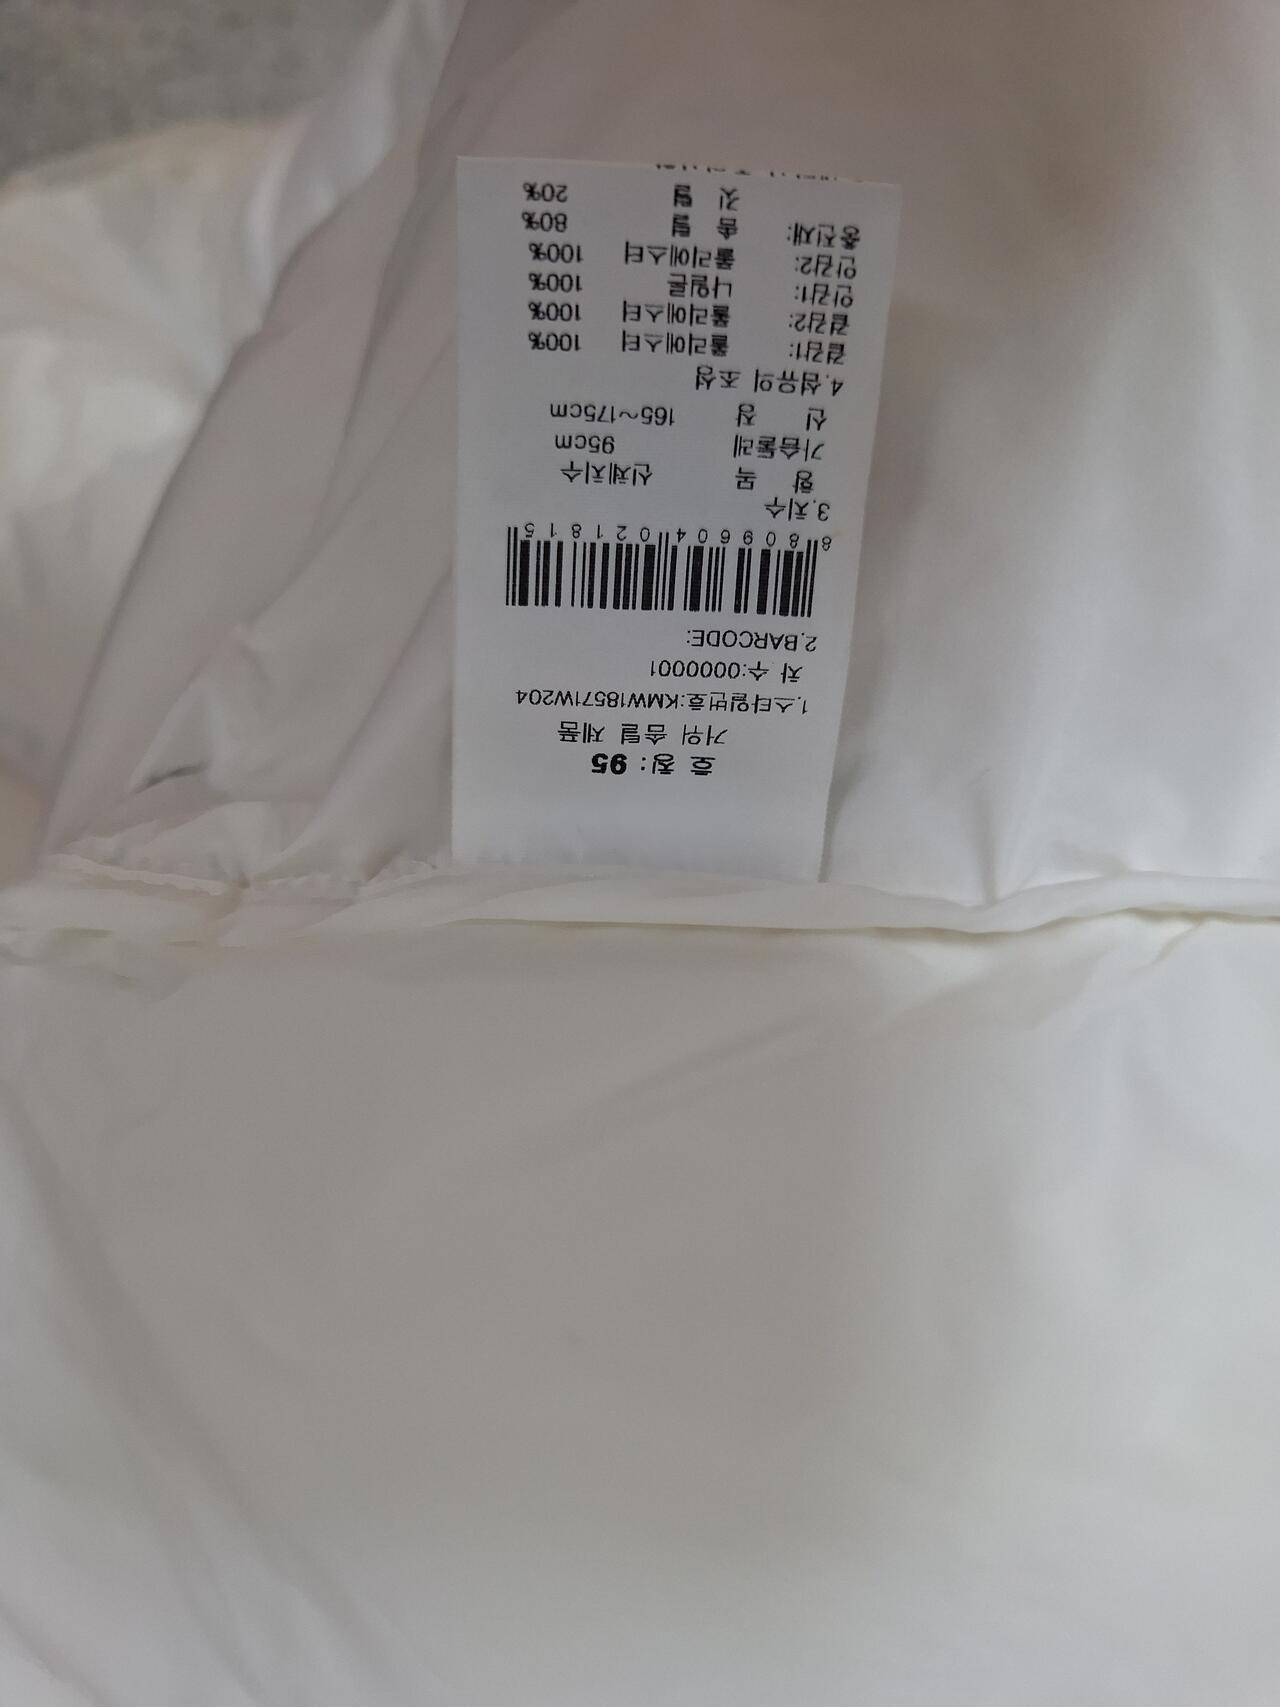 호 칭: 95
거위 솜털 제품
1.스타일번호:KMW18571W204
차 수:0000001
2.BARCODE:
8 809604 021815
3.치수
항 목 신체치수
가슴둘레 95cm
신 장 165~175cm
4.섬유의 조성
겉감1: 폴리에스터 100%
겉감2: 폴리에스터 100%
안감1: 나일론 100%
안감2: 폴리에스터 100%
충전재: 솜 털 80%
깃 털 20%